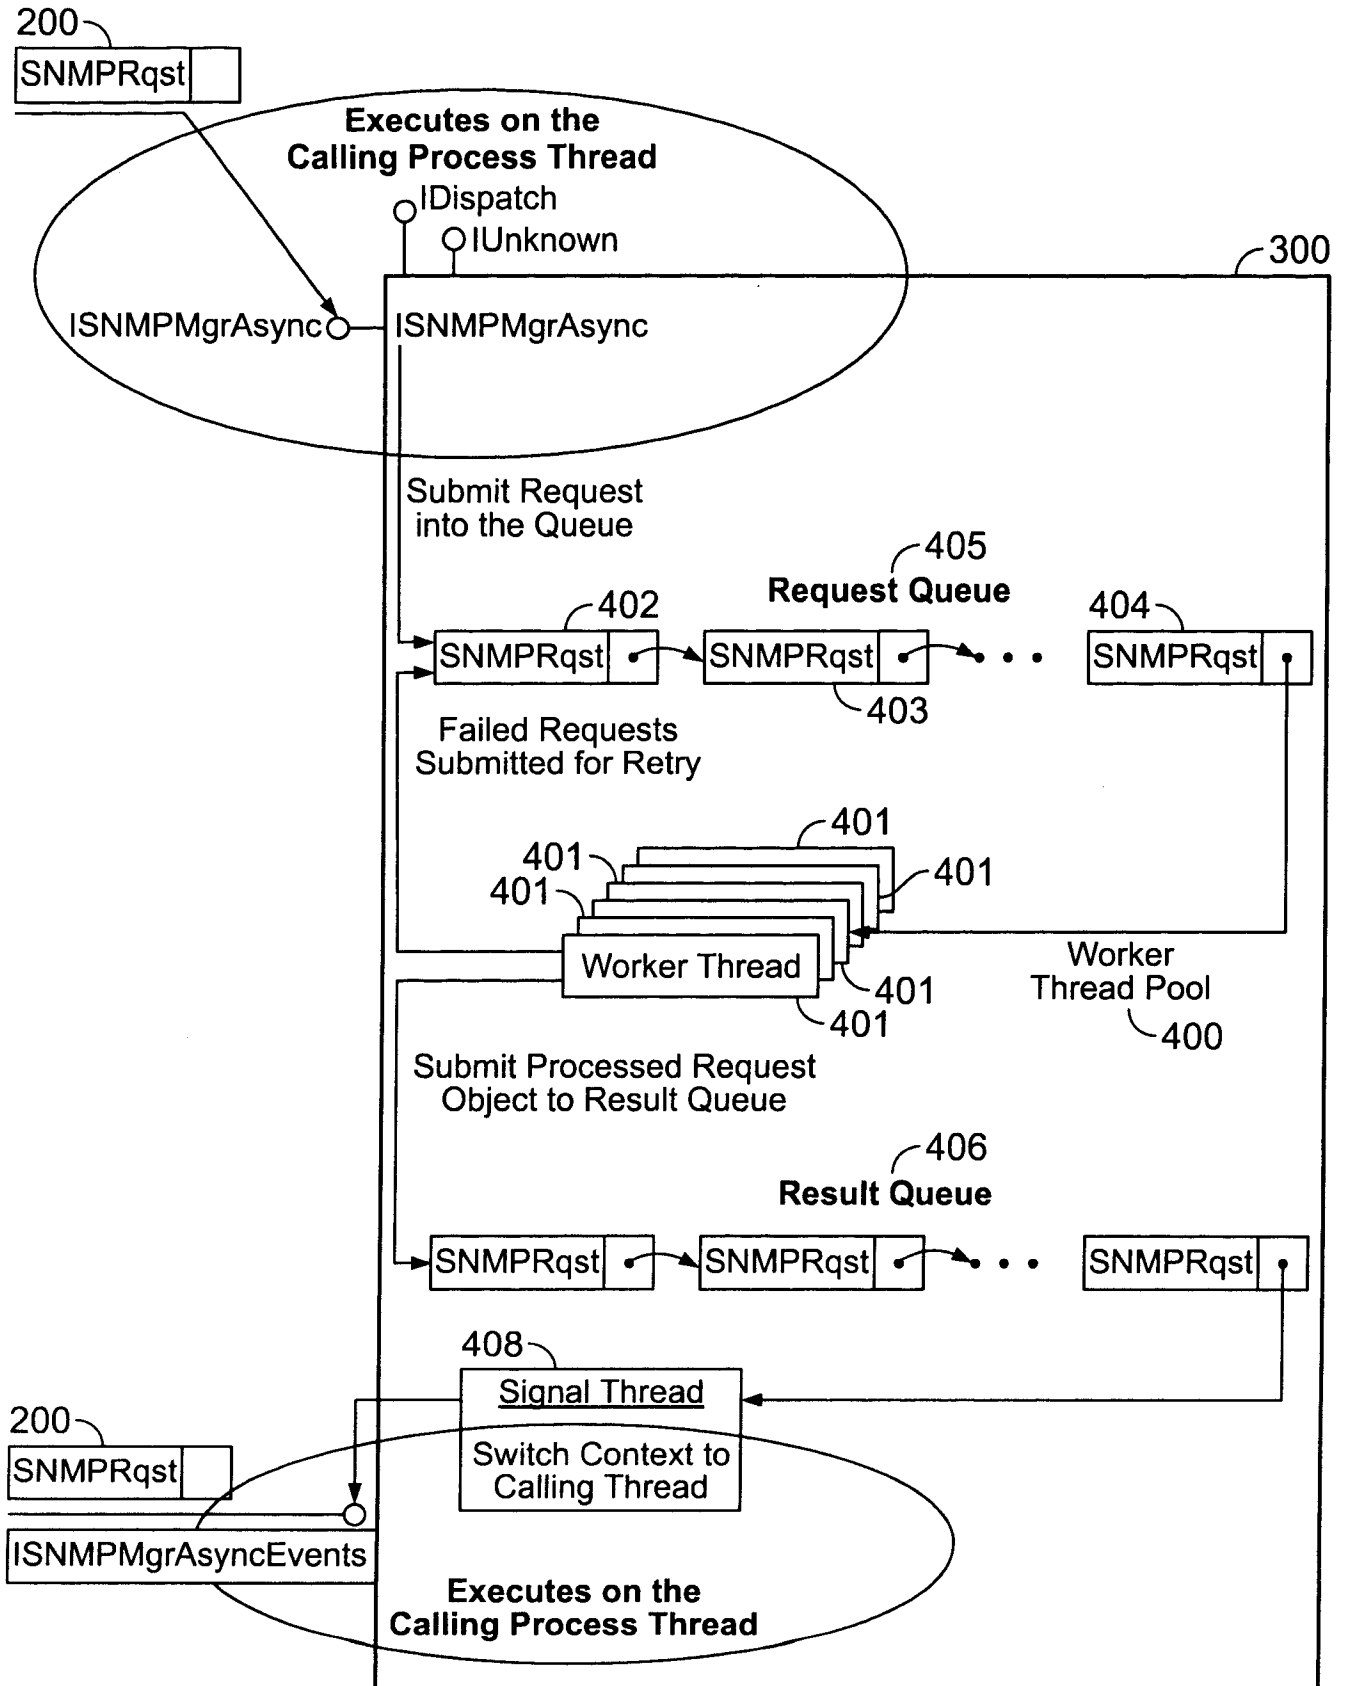 200
SNMPRqst
Executes on the
Calling Process Thread
IDispatch
IUnknown
300
ISNMPMgrAsync
ISNMPMgrAsync
Submit Request
into the Queue
405
Request Queue
402
404
SNMPRqst
SNMPRqst
SNMPRqst
403
Failed Requests
Submitted for Retry
401
401
401
401
Worker Thread
401
401
Worker
Thread Pool
400
Submit Processed Request
Object to Result Queue
406
Result Queue
SNMPRqst
SNMPRqst
SNMPRqst
408
Signal Thread
Switch Context to
Calling Thread
200
SNMPRqst
ISNMPMgrAsyncEvents
Executes on the
Calling Process Thread